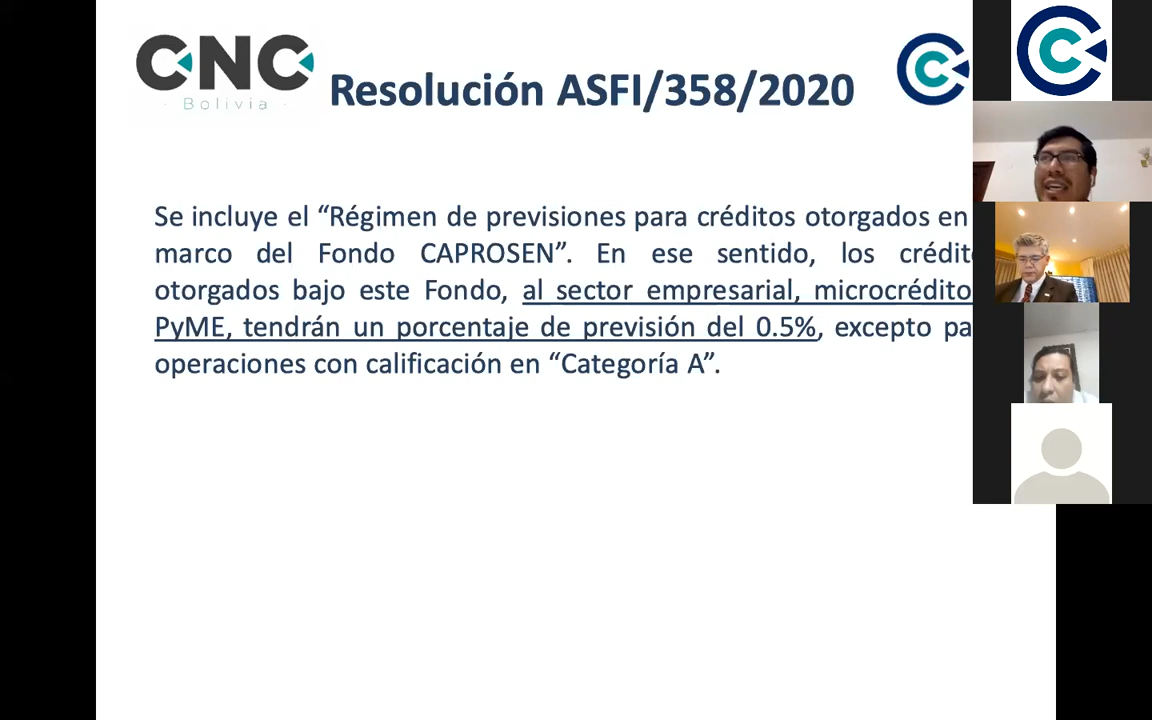 CNC
Bolivia
Resolución ASFI/358/2020
Se incluye el “Régimen de previsiones para créditos otorgados en
marco del Fondo CAPROSEN”. En ese sentido, los
otorgados bajo este Fondo, al sector empresarial, microcrédito
PyME, tendrán un porcentaje de previsión del 0.5%, excepto
operaciones con calificación en “Categoría A”.